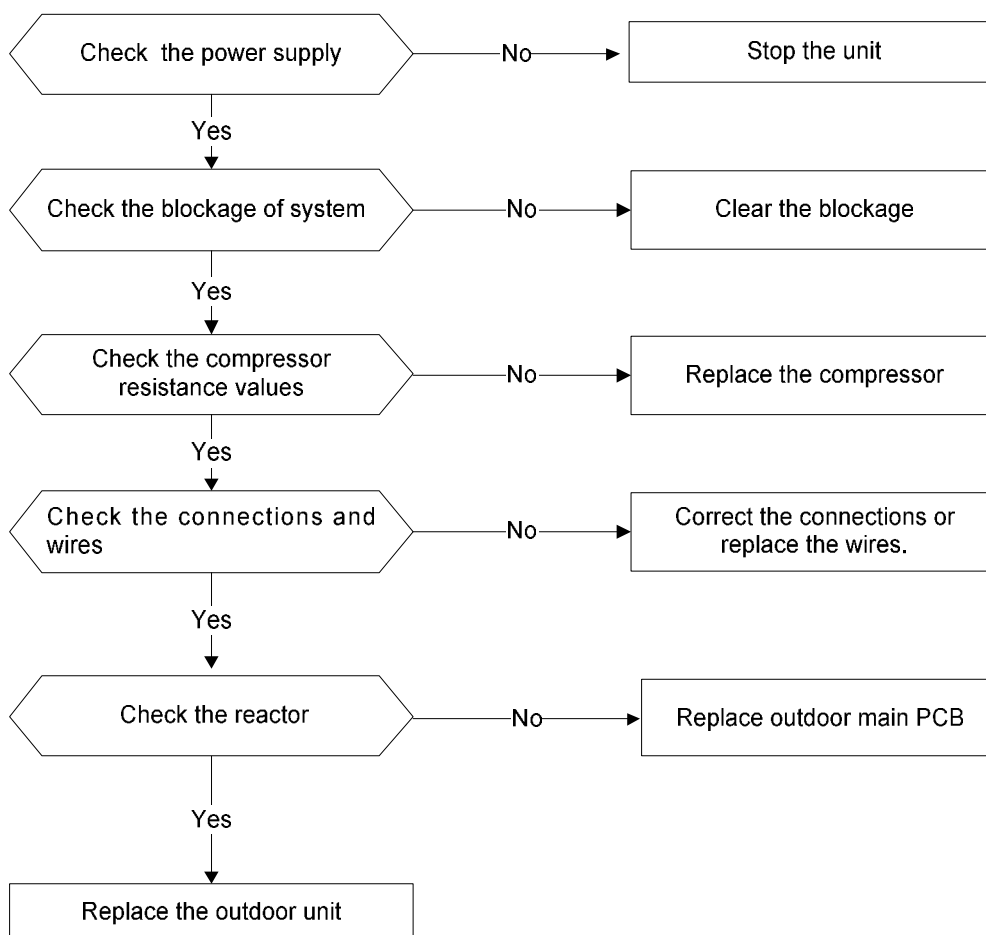 Check the power supply
No
Stop the unit
Yes
Check the blockage of system
No
Clear the blockage
Yes
Check the compressor
resistance values
No
Replace the compressor
Yes
Check the connections and
wires
No
Correct the connections or
replace the wires.
Yes
Check the reactor
No
Replace outdoor main PCB
Yes
Replace the outdoor unit